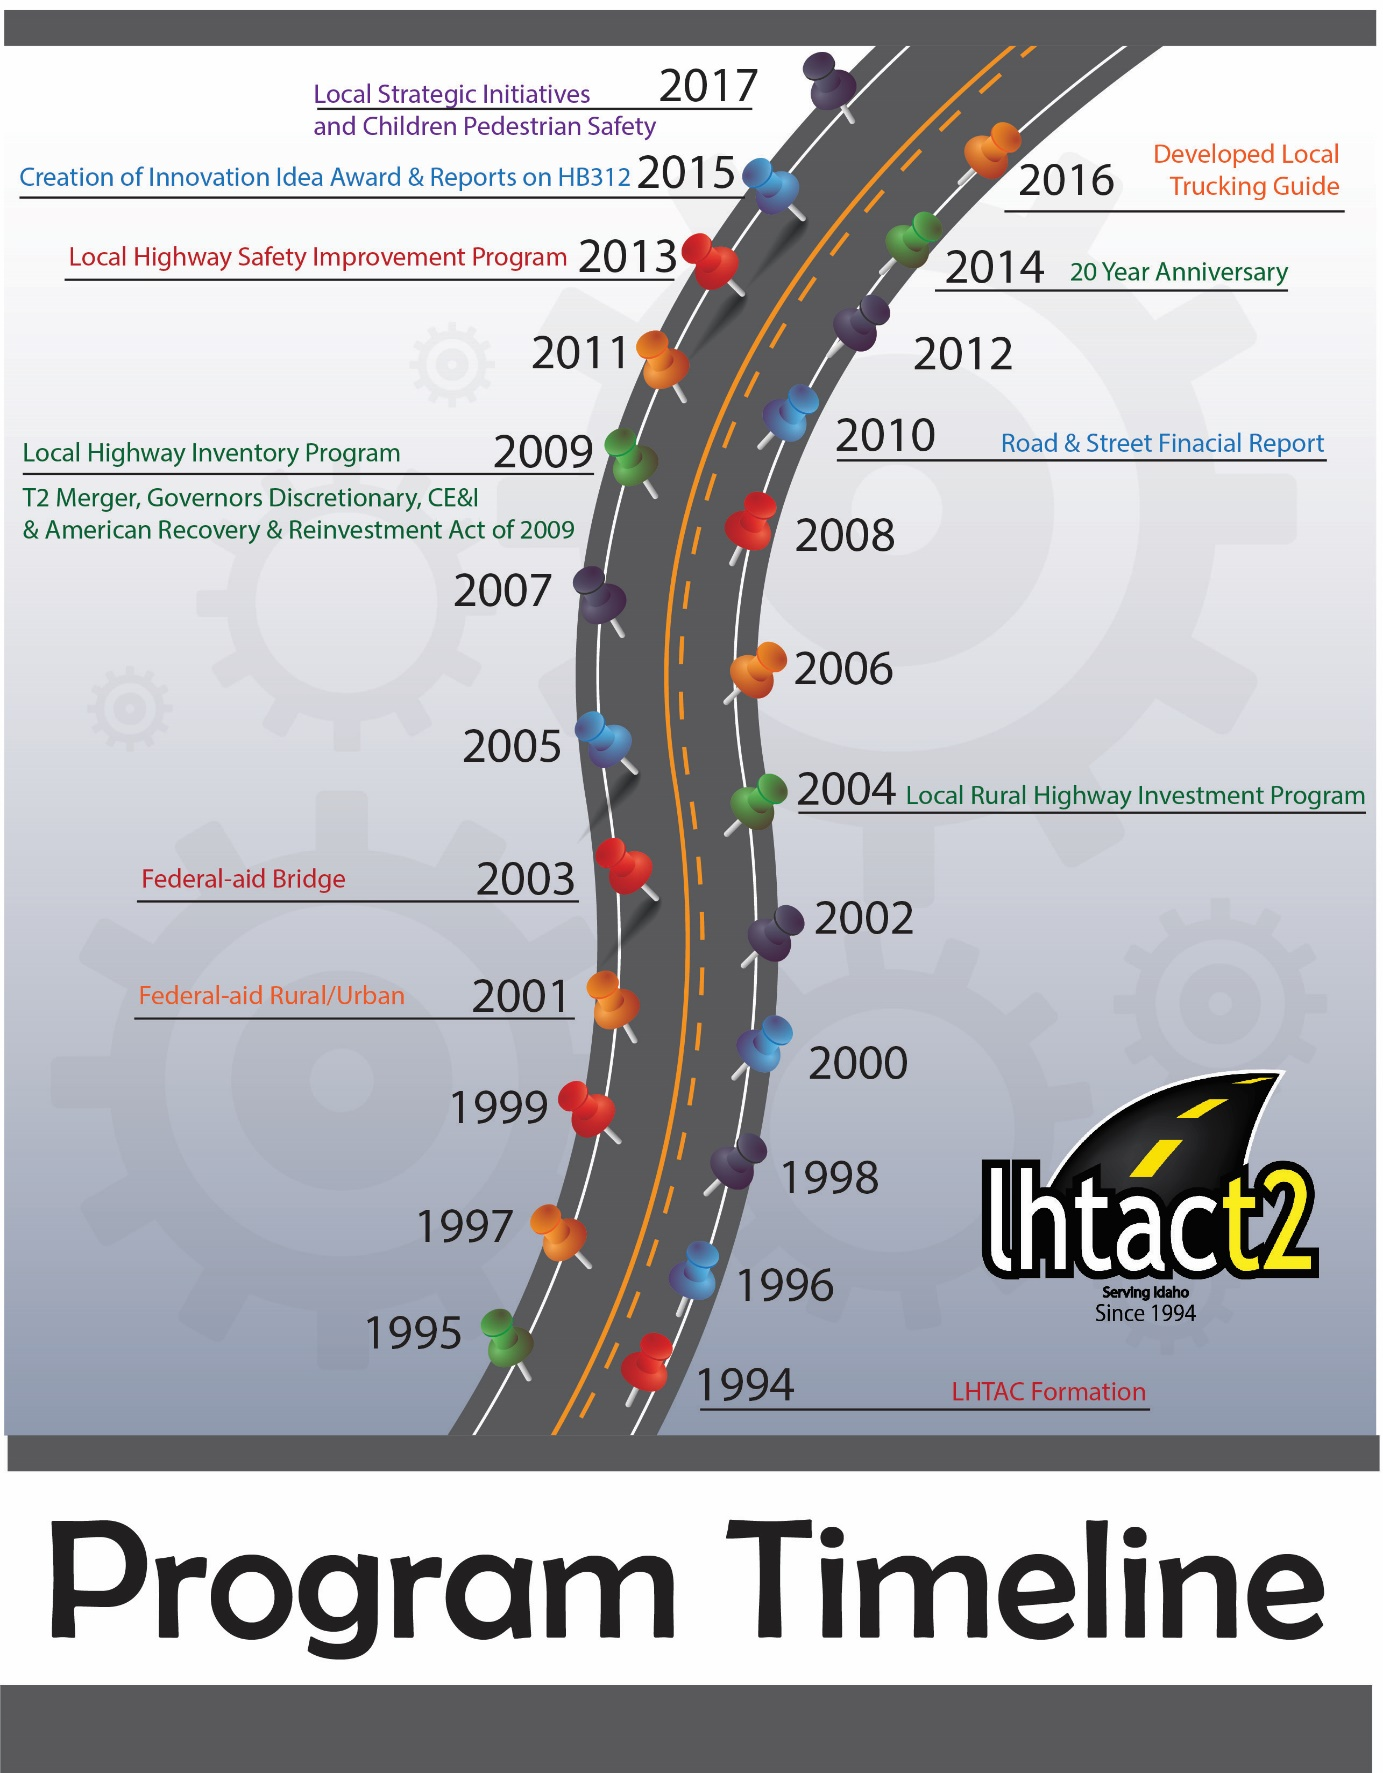 Local Strategic Initiatives 2017
and Children Pedestrian Safety
Developed Local
Trucking Guide
2016
Creation of Innovation Idea Award & Reports on HB312 2015
Local Highway Safety Improvement Program 2013
2014 20 Year Anniversary
2011
2012
2010 Road & Street Finacial Report
Local Highway Inventory Program 2009
T2 Merger, Governors Discretionary, CE&I
& American Recovery & Reinvestment Act of 2009
2008
2007
2006
2005
2004 Local Rural Highway Investment Program
Federal-aid Bridge 2003
2002
Federal-aid Rural/Urban 2001
2000
1999
1998
1997
1996
1995
1994 LHTAC Formation
lhtact2
Serving Idaho
Since 1994
Program Timeline